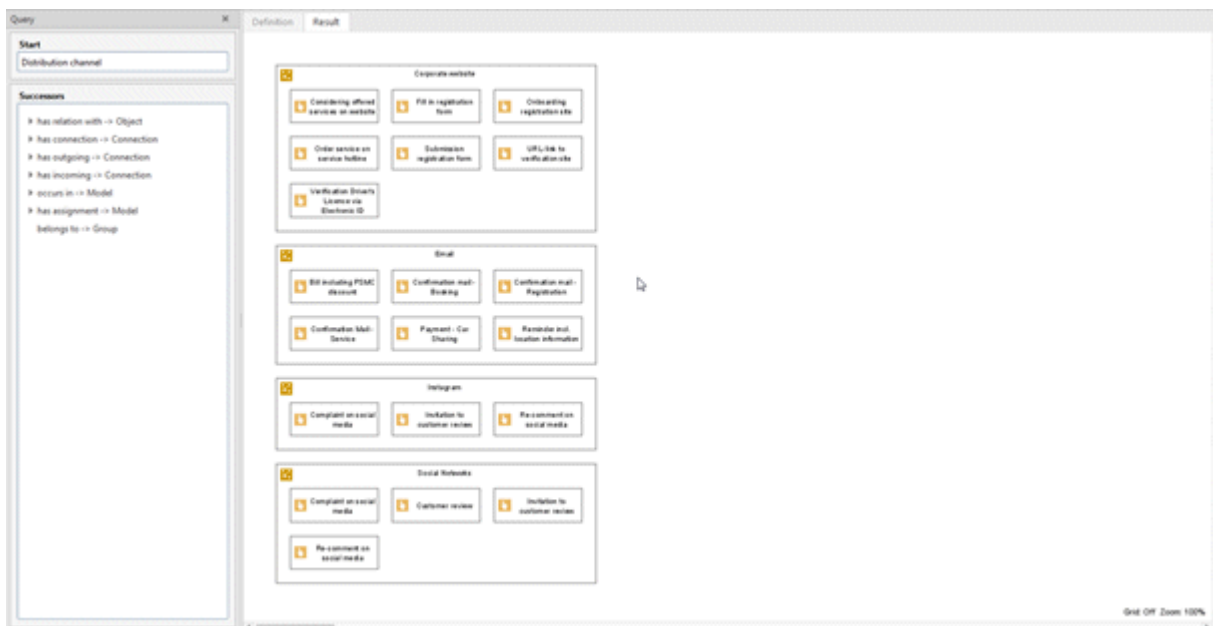 Query
Start
Distribution channel
Successors
has relation with -> Object
has connection -> Connection
has outgoing -> Connection
has incoming -> Connection
occurs in -> Model
has assignment -> Model
belongs to -> Group
Definition Result
Corporate website
Considering offered
services on website
Fill in registration
form
Onboarding
registration site
Order service on
service hotline
Submission
registration form
URL-link to
verification site
Verification Driver's
License via
Electronic ID
Email
Bill including PSMC
discount
Confirmation mail -
Booking
Confirmation mail -
Registration
Confirmation Mail -
Service
Payment - Car
Sharing
Reminder incl.
location information
Instagram
Complaint on social
media
Invitation to
customer review
Re-comment on
social media
Social Networks
Complaint on social
media
Customer review
Invitation to
customer review
Re-comment on
social media
Grid: Off Zoom: 100%